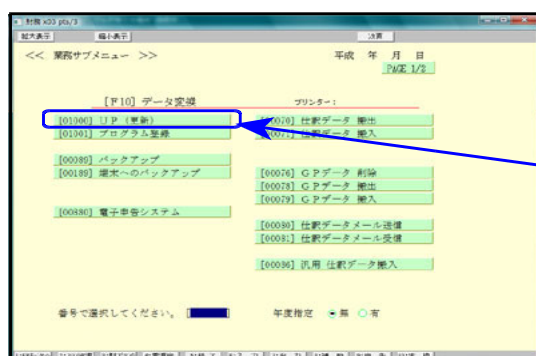 財務 x03 pts/3
拡大表示 縮小表示 決算
<< 業務サブメニュー >> 平成 年 月 日
PAGE 1/2
[F10] データ変換 プリンター:
[01000] UP (更新) [00070] 仕訳データ 搬出
[01001] プログラム登録 [00071] 仕訳データ 搬入
[00089] バックアップ
[00189] 端末へのバックアップ [00076] GPデータ 削除
[00078] GPデータ 搬出
[00079] GPデータ 搬入
[00880] 電子申告システム [00080] 仕訳データメール送信
[00081] 仕訳データメール受信
[00086] 汎用 仕訳データ搬入
番号で選択してください。 [ ] 年度指定 無 有